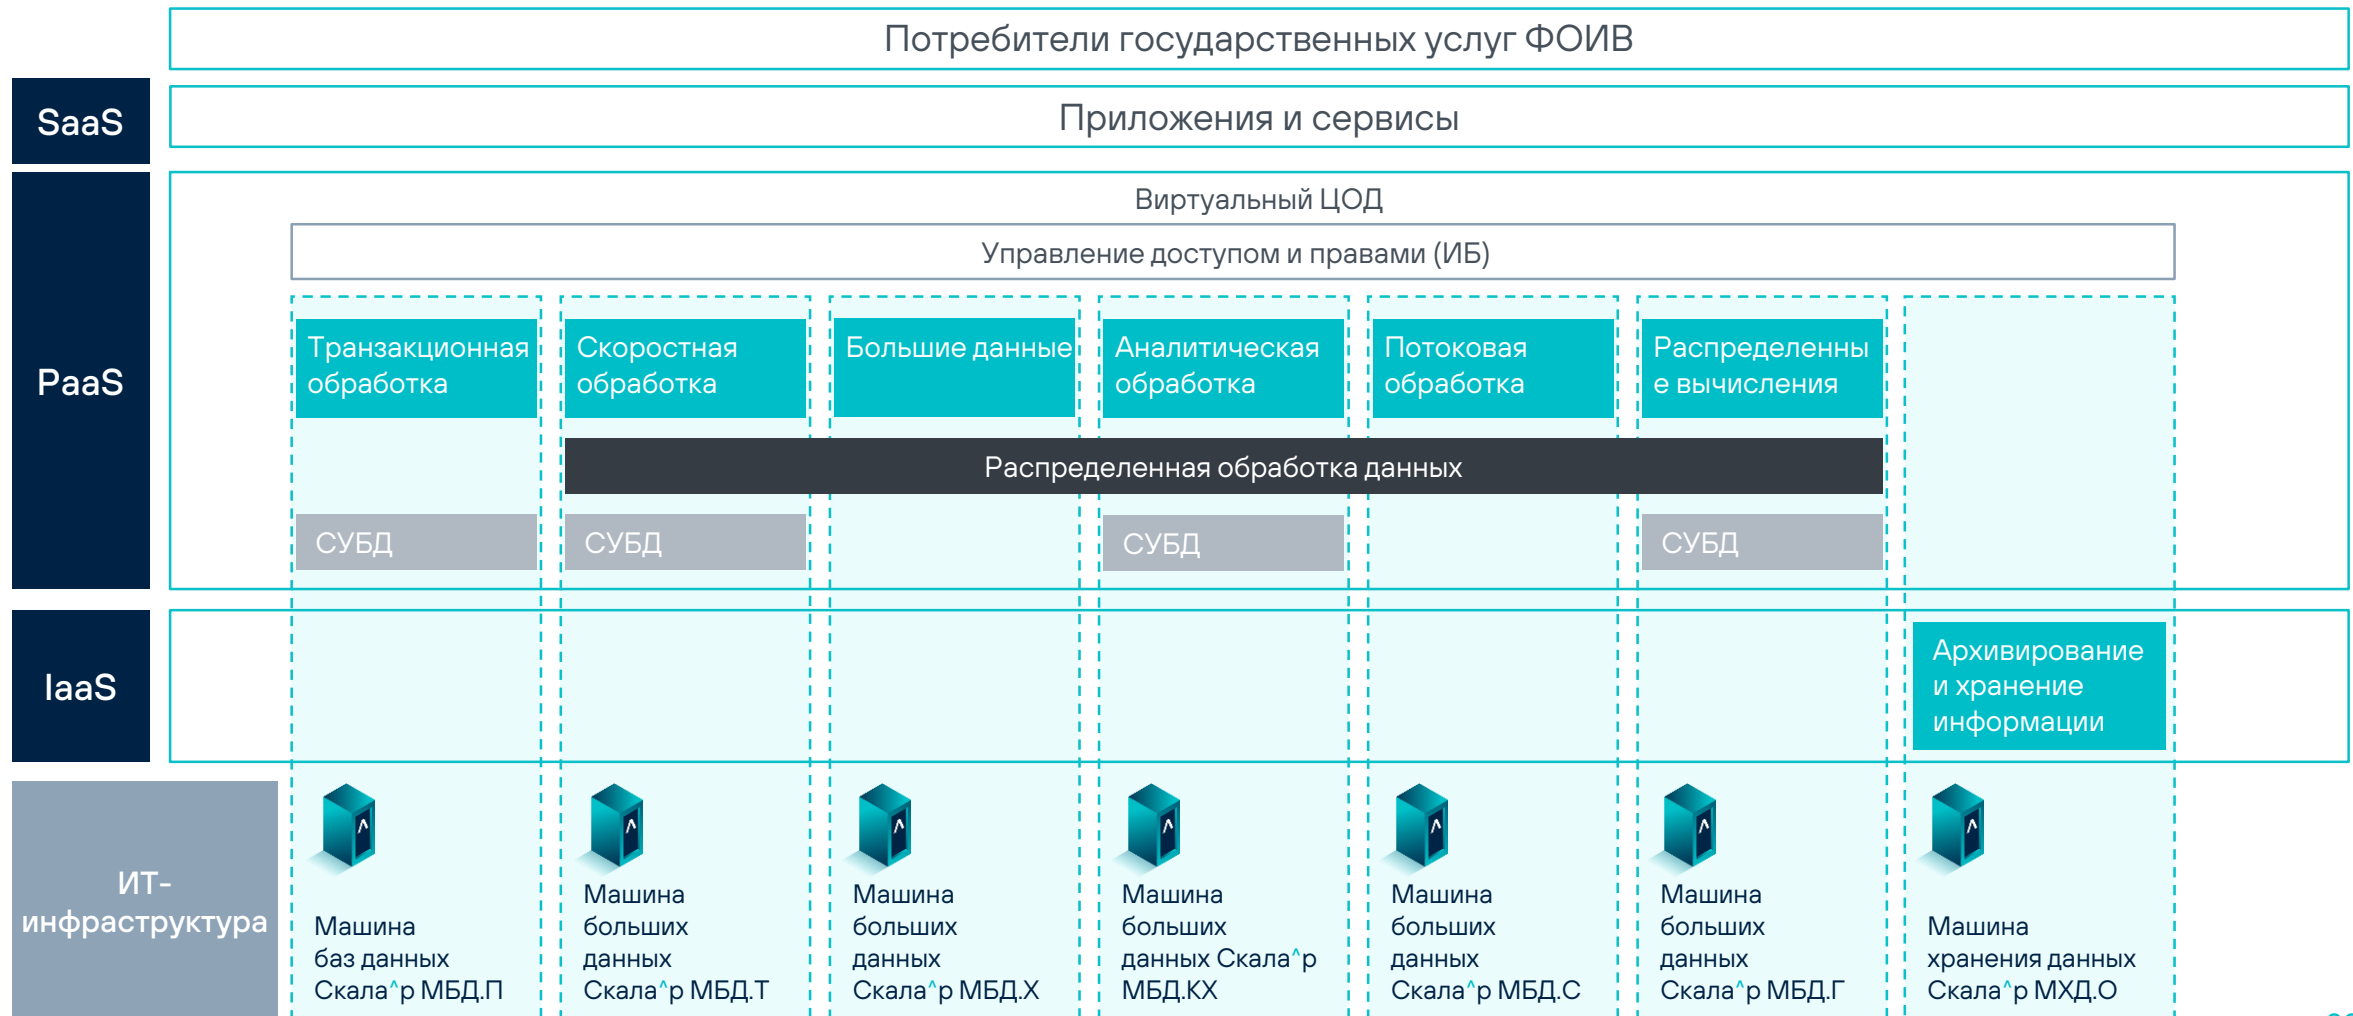 Потребители государственных услуг ФОИВ
SaaS
Приложения и сервисы
PaaS
Виртуальный ЦОД
Управление доступом и правами (ИБ)
Транзакционная
обработка
Скоростная
обработка
Большие данные
Аналитическая
обработка
Потоковая
обработка
Распределенны
е вычисления
Распределенная обработка данных
СУБД
СУБД
СУБД
СУБД
IaaS
Архивирование
и хранение
информации
ИТ-
инфраструктура
Машина
баз данных
Скала^р МБД.П
Машина
больших
данных
Скала^р МБД.Т
Машина
больших
данных
Скала^р МБД.Х
Машина
больших
данных Скала^р
МБД.КХ
Машина
больших
данных
Скала^р МБД.С
Машина
больших
данных
Скала^р МБД.Г
Машина
хранения данных
Скала^р МХД.О